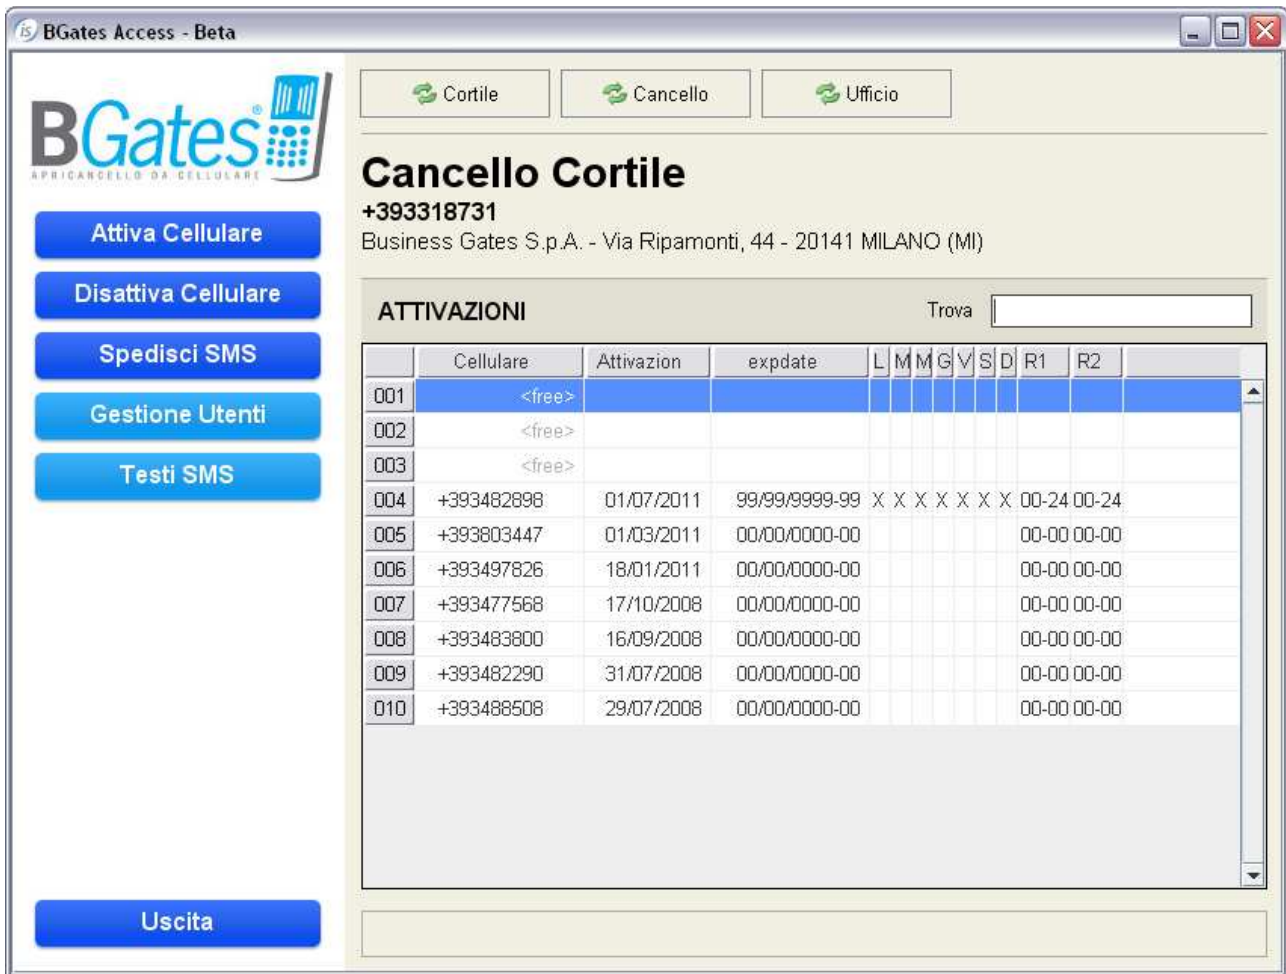 BGates Access - Beta
BGates®
APRICANCELLO DA CELLULARE
Attiva Cellulare
Disattiva Cellulare
Spedisci SMS
Gestione Utenti
Testi SMS
Uscita
Cortile Cancello Ufficio
Cancello Cortile
+393318731
Business Gates S.p.A. - Via Ripamonti, 44 - 20141 MILANO (MI)
ATTIVAZIONI Trova
Cellulare Attivazion expdate L M M G V S D R1 R2
001 <free>
002 <free>
003 <free>
004 +393482898 01/07/2011 99/99/9999-99 X X X X X X X 00-24 00-24
005 +393803447 01/03/2011 00/00/0000-00 00-00 00-00
006 +393497826 18/01/2011 00/00/0000-00 00-00 00-00
007 +393477568 17/10/2008 00/00/0000-00 00-00 00-00
008 +393483800 16/09/2008 00/00/0000-00 00-00 00-00
009 +393482290 31/07/2008 00/00/0000-00 00-00 00-00
010 +393488508 29/07/2008 00/00/0000-00 00-00 00-00